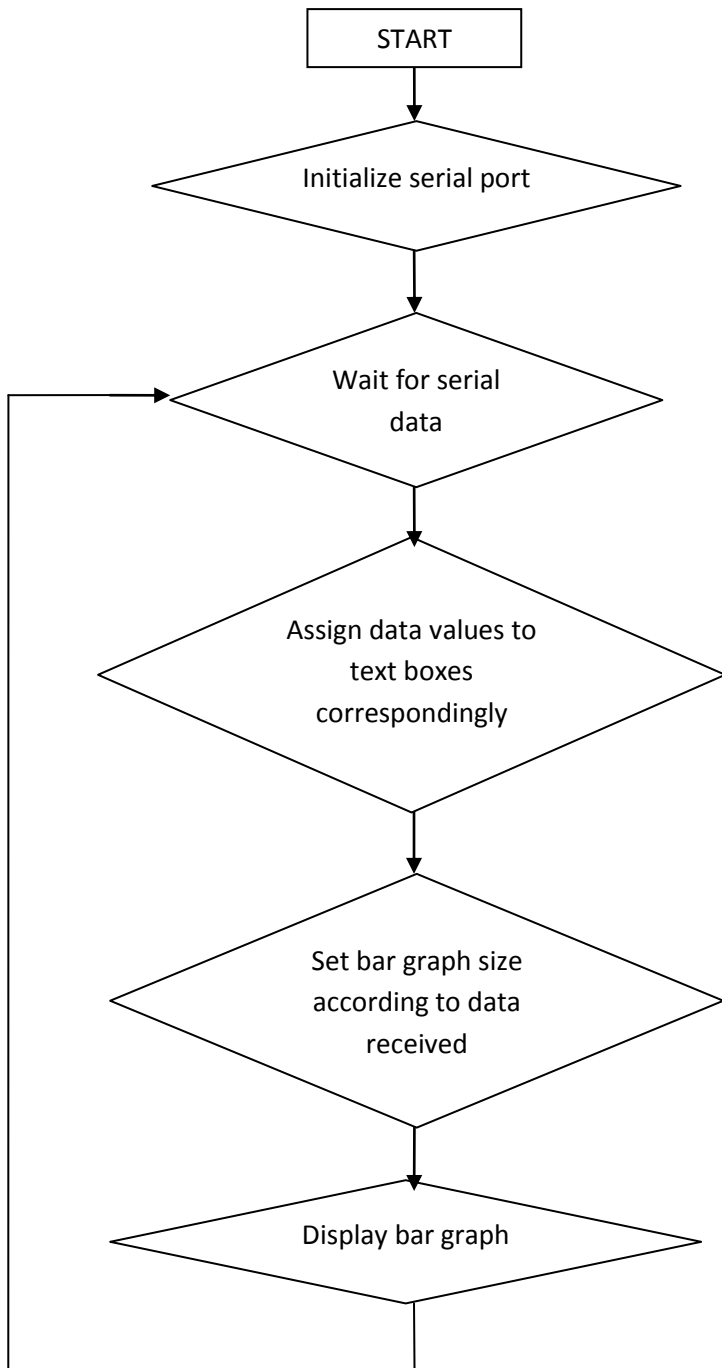 START
Initialize serial port
Wait for serial
data
Assign data values to
text boxes
correspondingly
Set bar graph size
according to data
received
Display bar graph